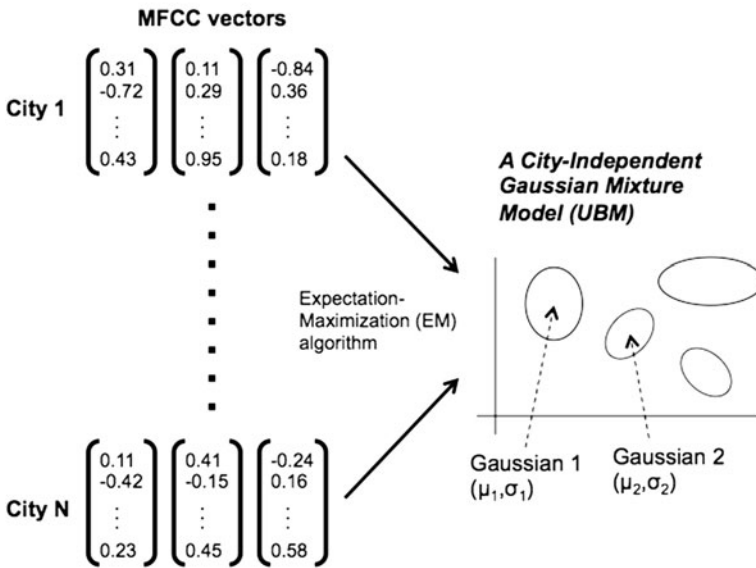 MFCC vectors
City 1
0.31 0.11 -0.84
-0.72 0.29 0.36
0.43 0.95 0.18
A City-Independent
Gaussian Mixture
Model (UBM)
Expectation-
Maximization (EM)
algorithm
Gaussian 1
(μ₁,σ₁)
Gaussian 2
(μ₂,σ₂)
City N
0.11 0.41 -0.24
-0.42 -0.15 0.16
0.23 0.45 0.58